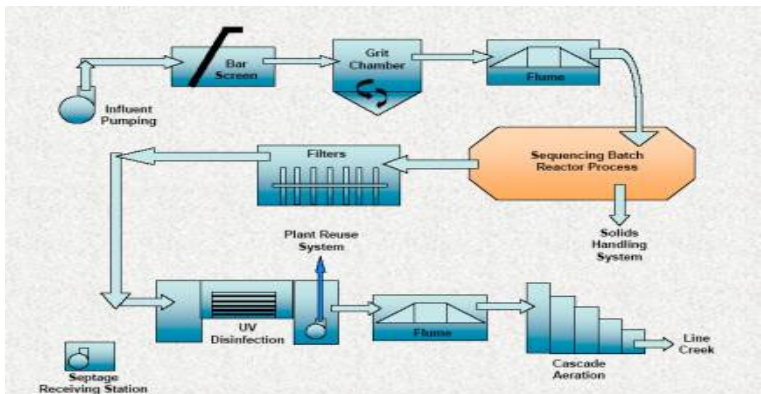 Influent
Pumping
Bar
Screen
Grit
Chamber
Flume
Sequencing Batch
Reactor Process
Solids
Handling
System
Filters
Plant Reuse
System
UV
Disinfection
Flume
Cascade
Aeration
Line
Creek
Septage
Receiving Station